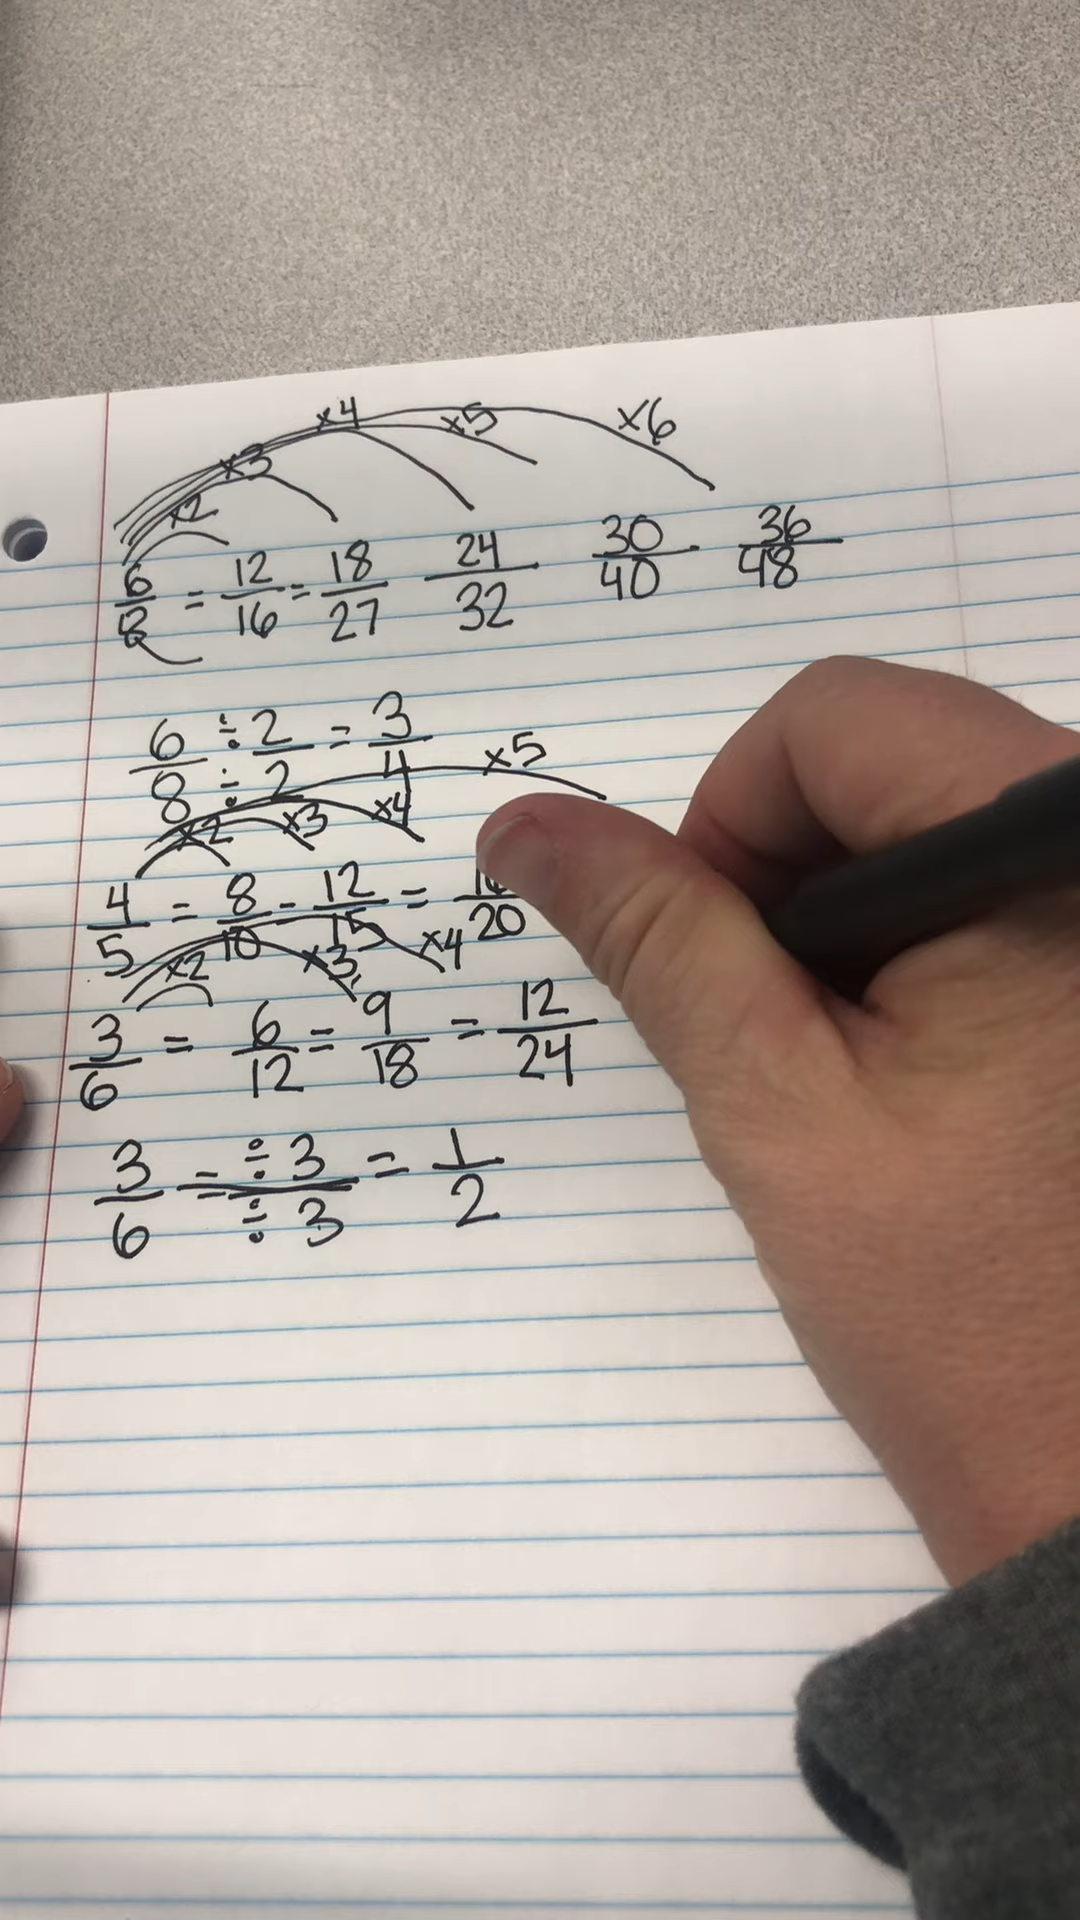 x2 x3 x4 x5 x6
6/8 = 12/16 = 18/27 24/32 30/40 36/48
6/8 ÷ 2/÷ 2 = 3/4
x2 x3 x4 x5
4/5 = 8/10 - 12/15 = 16/20
x2 x3 x4
3/6 = 6/12 = 9/18 = 12/24
3/6 = ÷ 3/÷ 3 = 1/2